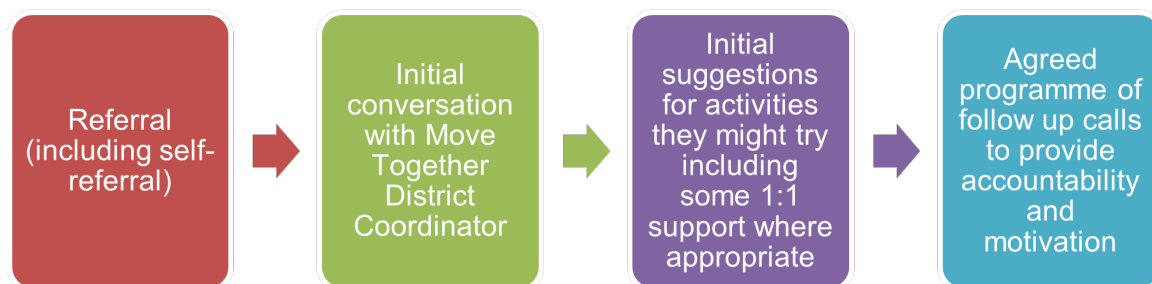 Referral
(including self-
referral)
Initial
conversation
with Move
Together
District
Coordinator
Initial
suggestions
for activities
they might try
including
some 1:1
support where
appropriate
Agreed
programme of
follow up calls
to provide
accountability
and
motivation